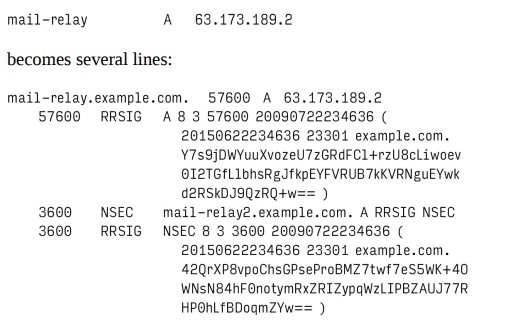 mail-relay A 63.173.189.2
becomes several lines:
mail-relay.example.com. 57600 A 63.173.189.2
57600 RRSIG A 8 3 57600 20090722234636 (
20150622234636 23301 example.com.
Y7s9jDWYuuXvozeU7zGRdFCl+rzU8cLiwoev
0I2TGfLlbhsRgJfkpEYFVRUB7kKVRNguEYwk
d2RSkDJ9QzRQ+w== )
3600 NSEC mail-relay2.example.com. A RRSIG NSEC
3600 RRSIG NSEC 8 3 3600 20090722234636 (
20150622234636 23301 example.com.
42QrXP8vpoChsGPseProBMZ7twf7eS5WK+4O
WNsN84hF0notymRxZRIZypqWzLIPBZAUJ77R
HP0hLfBDoqmZYw== )